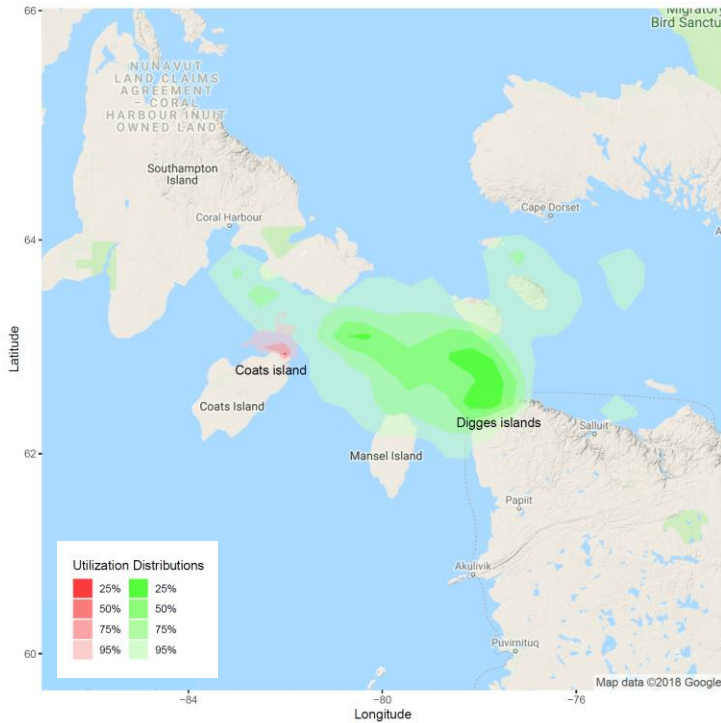 66
Migratory
Bird Sanctu
NUNAVUT
LAND CLAIMS
AGREEMENT
– CORAL
HARBOUR INUIT
OWNED LAND
Southampton
Island
Coral Harbour
Cape Dorset
64
A
Latitude
Coats island
Coats Island
Digges islands
Salluit
Mansel Island
62
Papiit
Akulivik
Utilization Distributions
25% 25%
50% 50%
75% 75%
95% 95%
Puvirnituq
60
Map data ©2018 Google
−84 −80 −76
Longitude